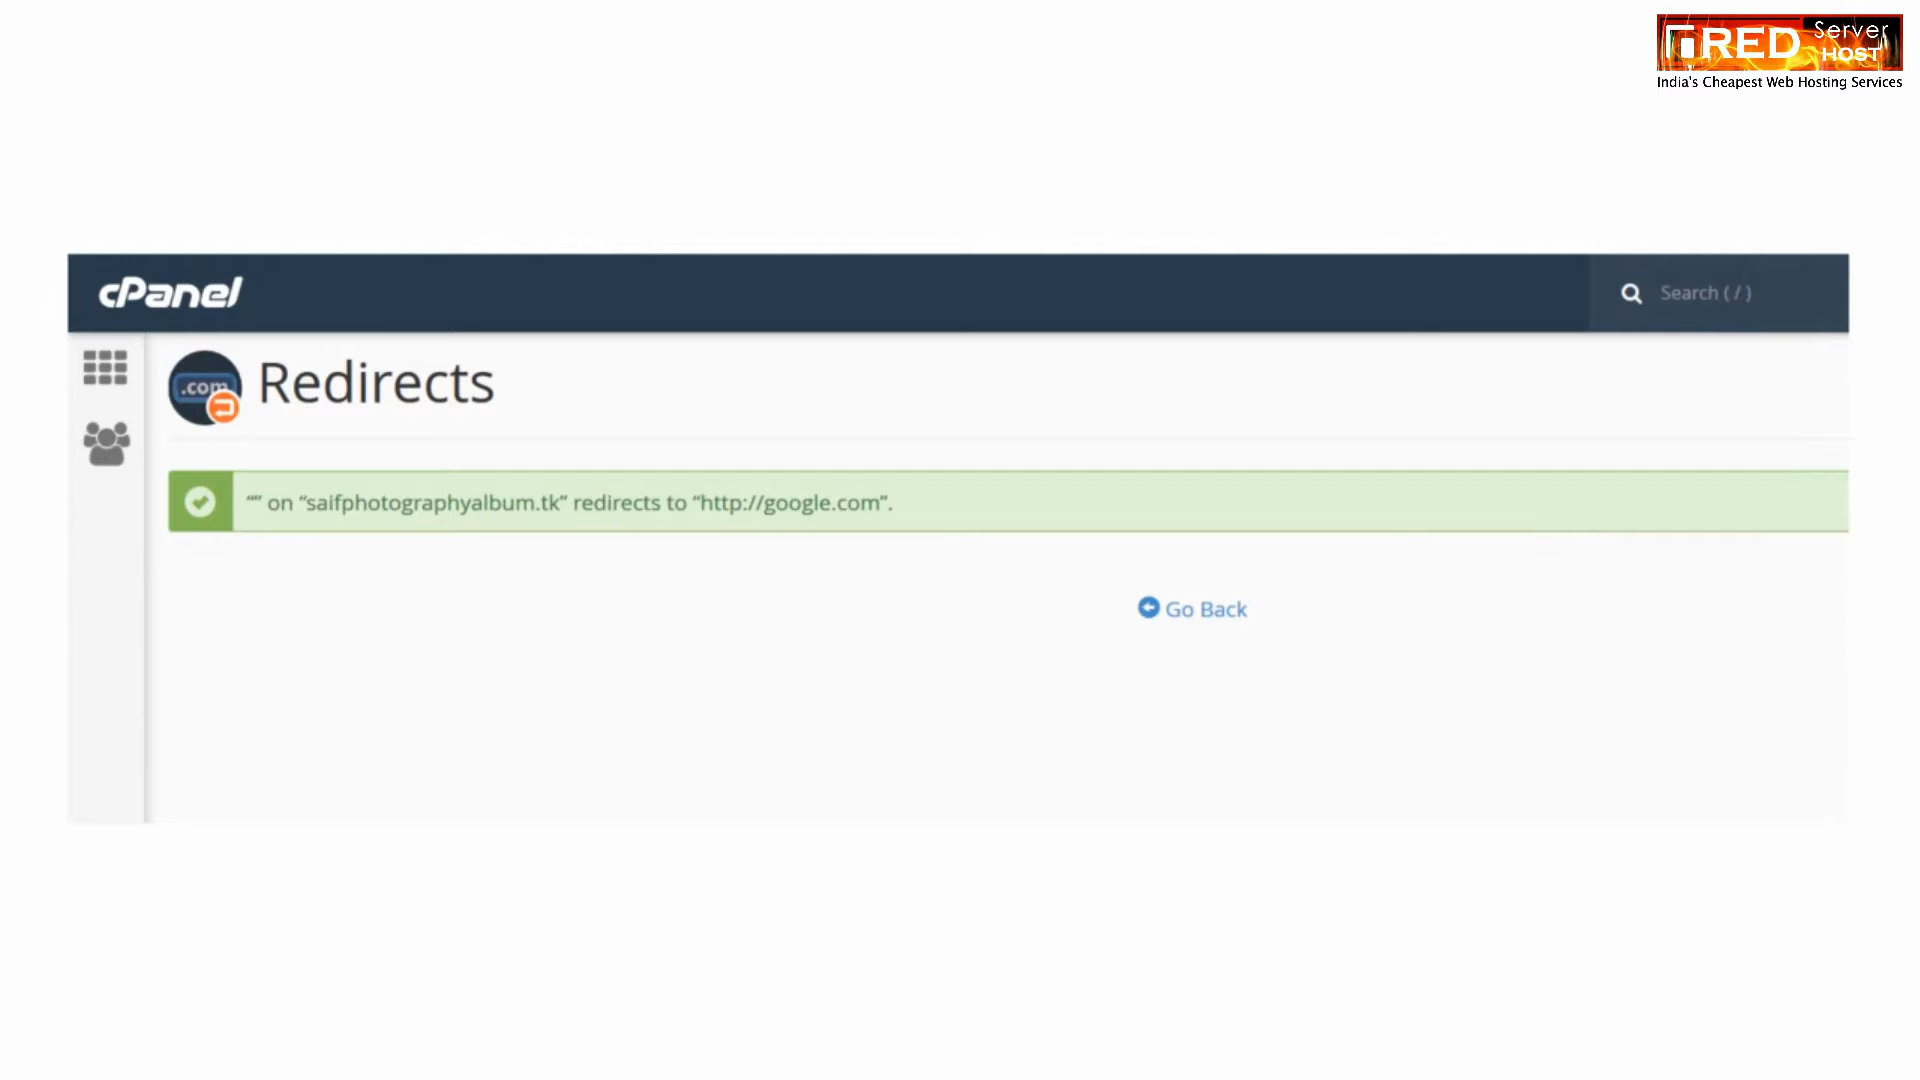 RED Server
HOST
India's Cheapest Web Hosting Services
cPanel
Search ( / )
.com
Redirects
“” on “saifphotographyalbum.tk” redirects to “http://google.com”.
Go Back